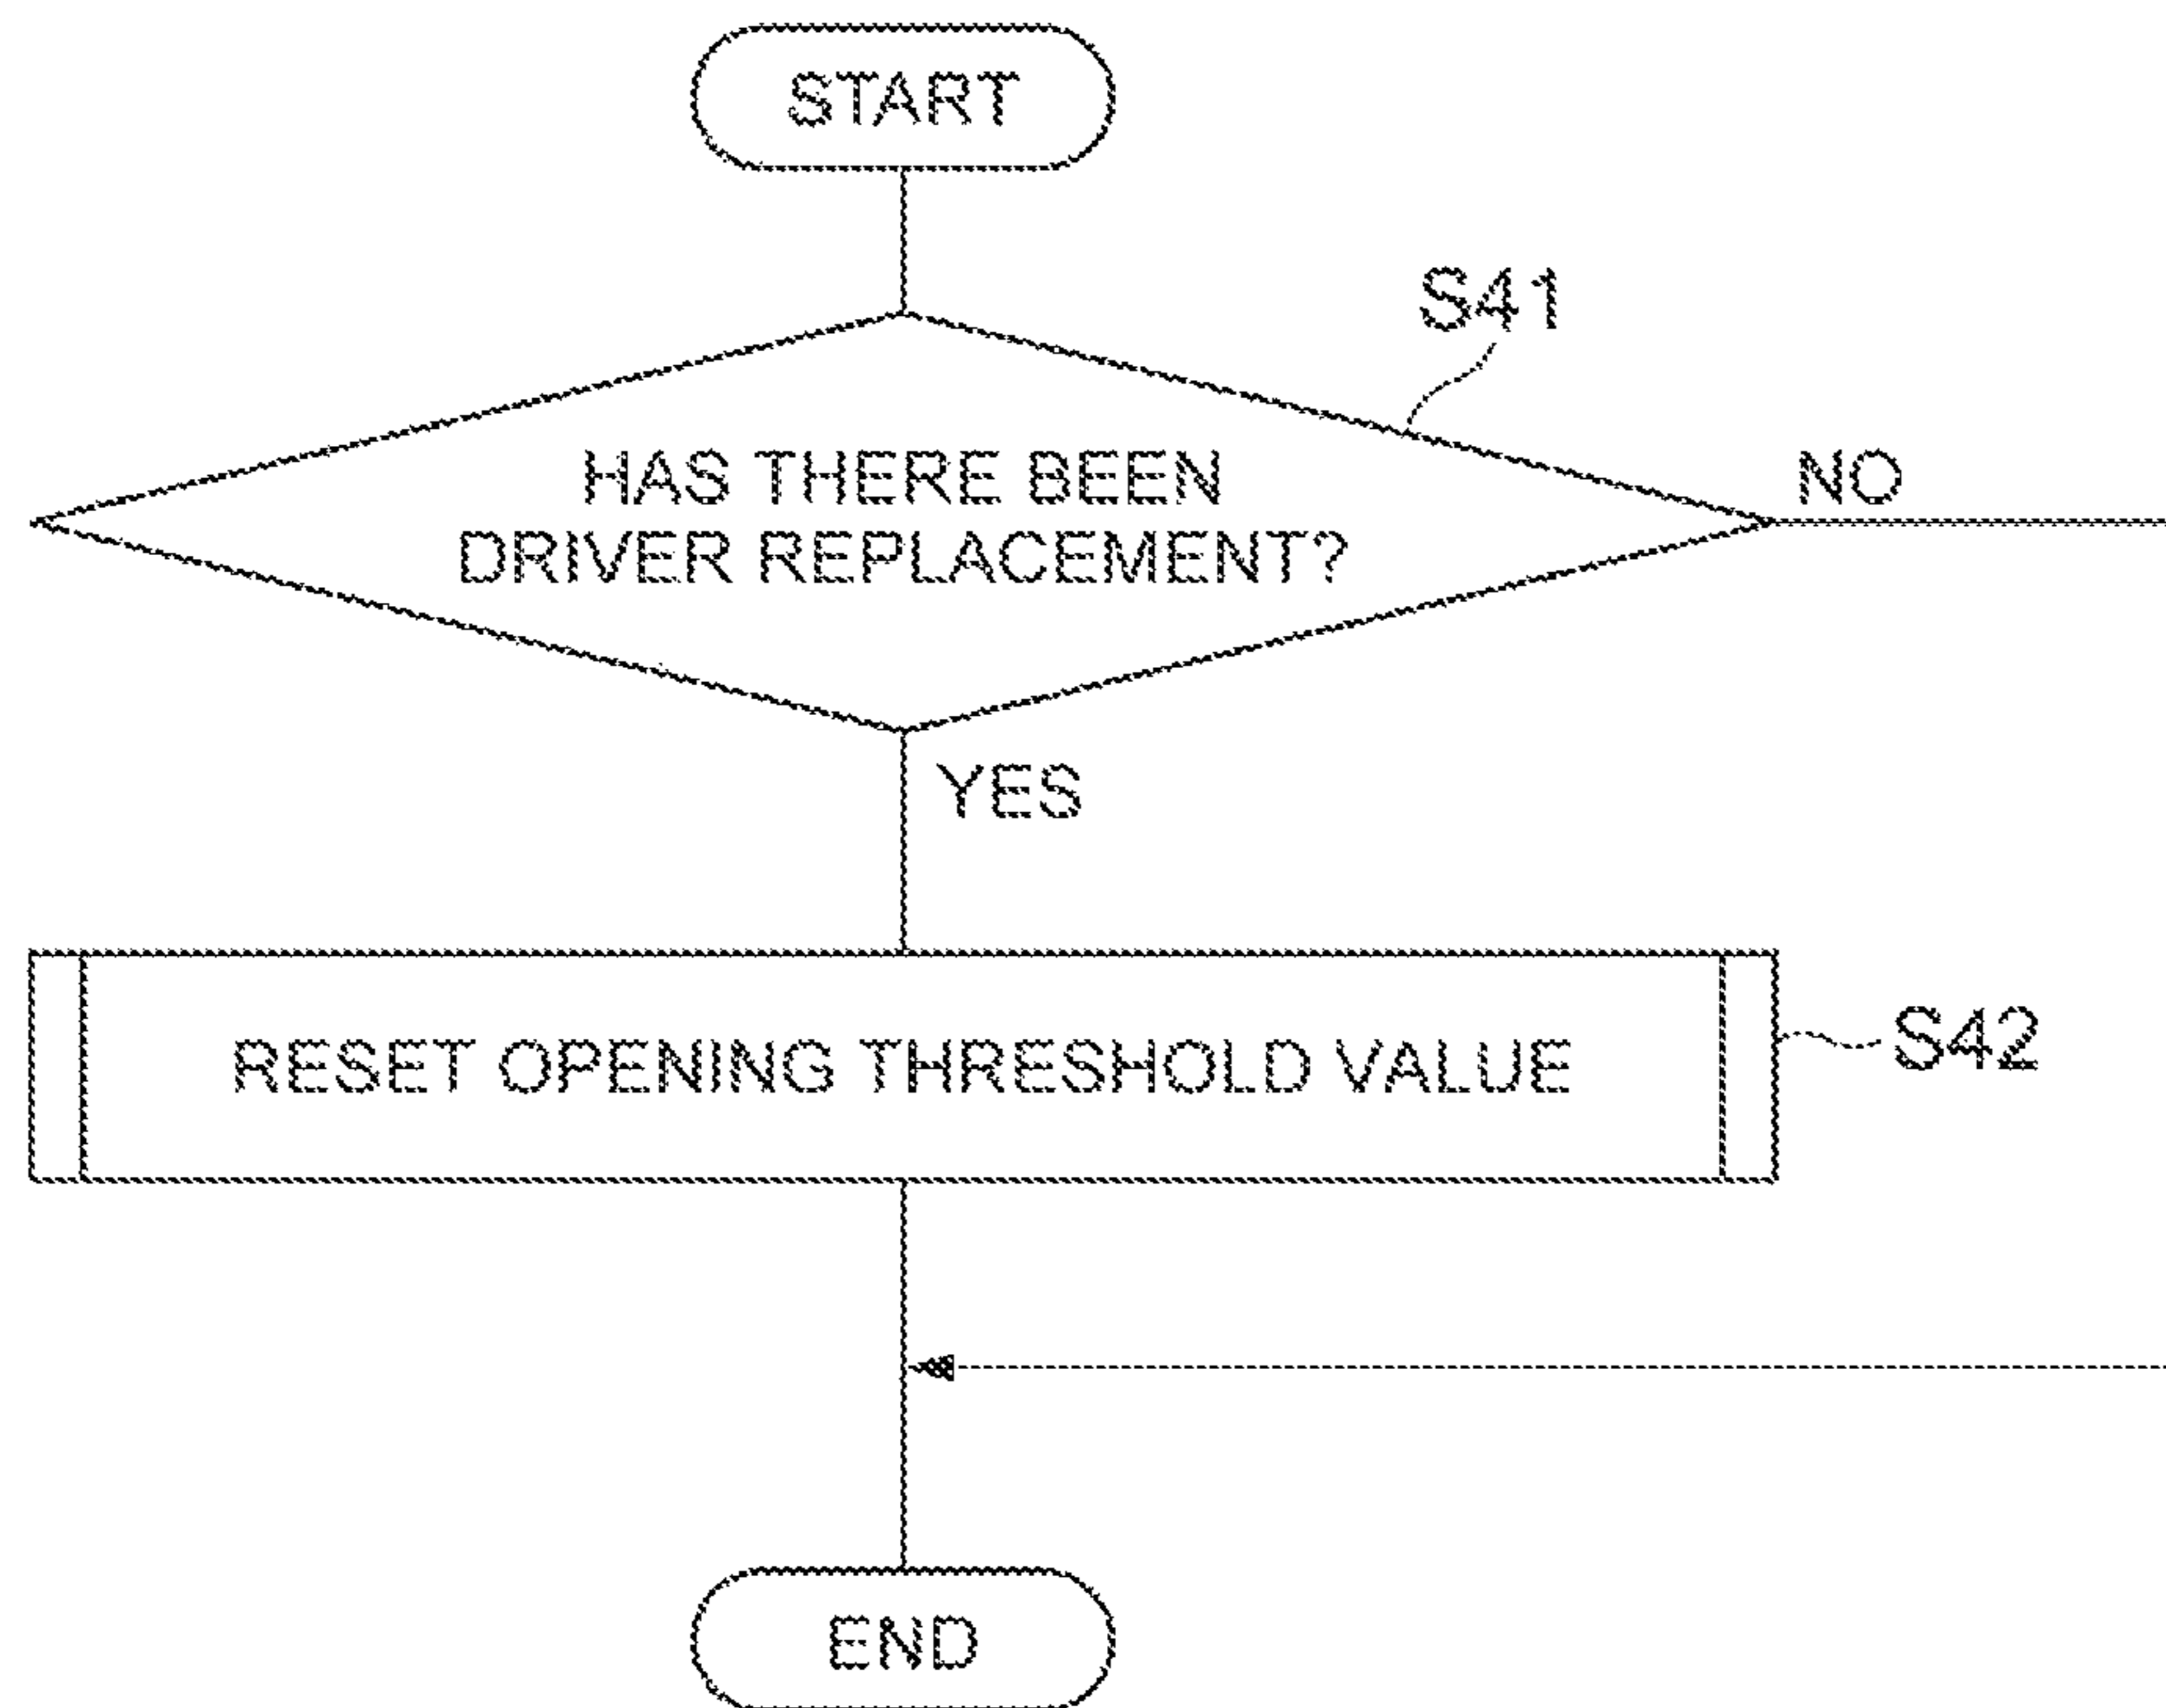 START
S41
HAS THERE BEEN
DRIVER REPLACEMENT?
NO
YES
RESET OPENING THRESHOLD VALUE
S42
END